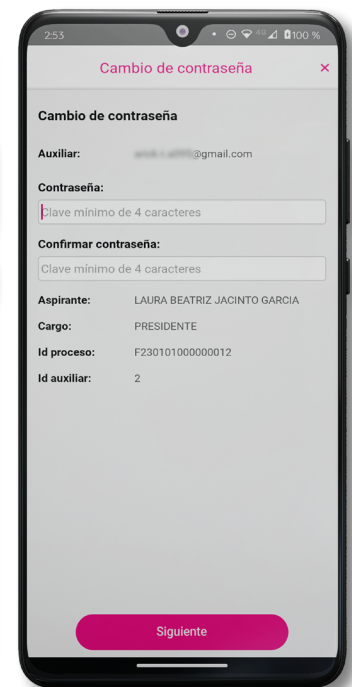 2:53
4G
100 %
Cambio de contraseña ×
Cambio de contraseña
Auxiliar: @gmail.com
Contraseña:
Clave mínimo de 4 caracteres
Confirmar contraseña:
Clave mínimo de 4 caracteres
Aspirante: LAURA BEATRIZ JACINTO GARCIA
Cargo: PRESIDENTE
Id proceso: F230101000000012
Id auxiliar: 2
Siguiente